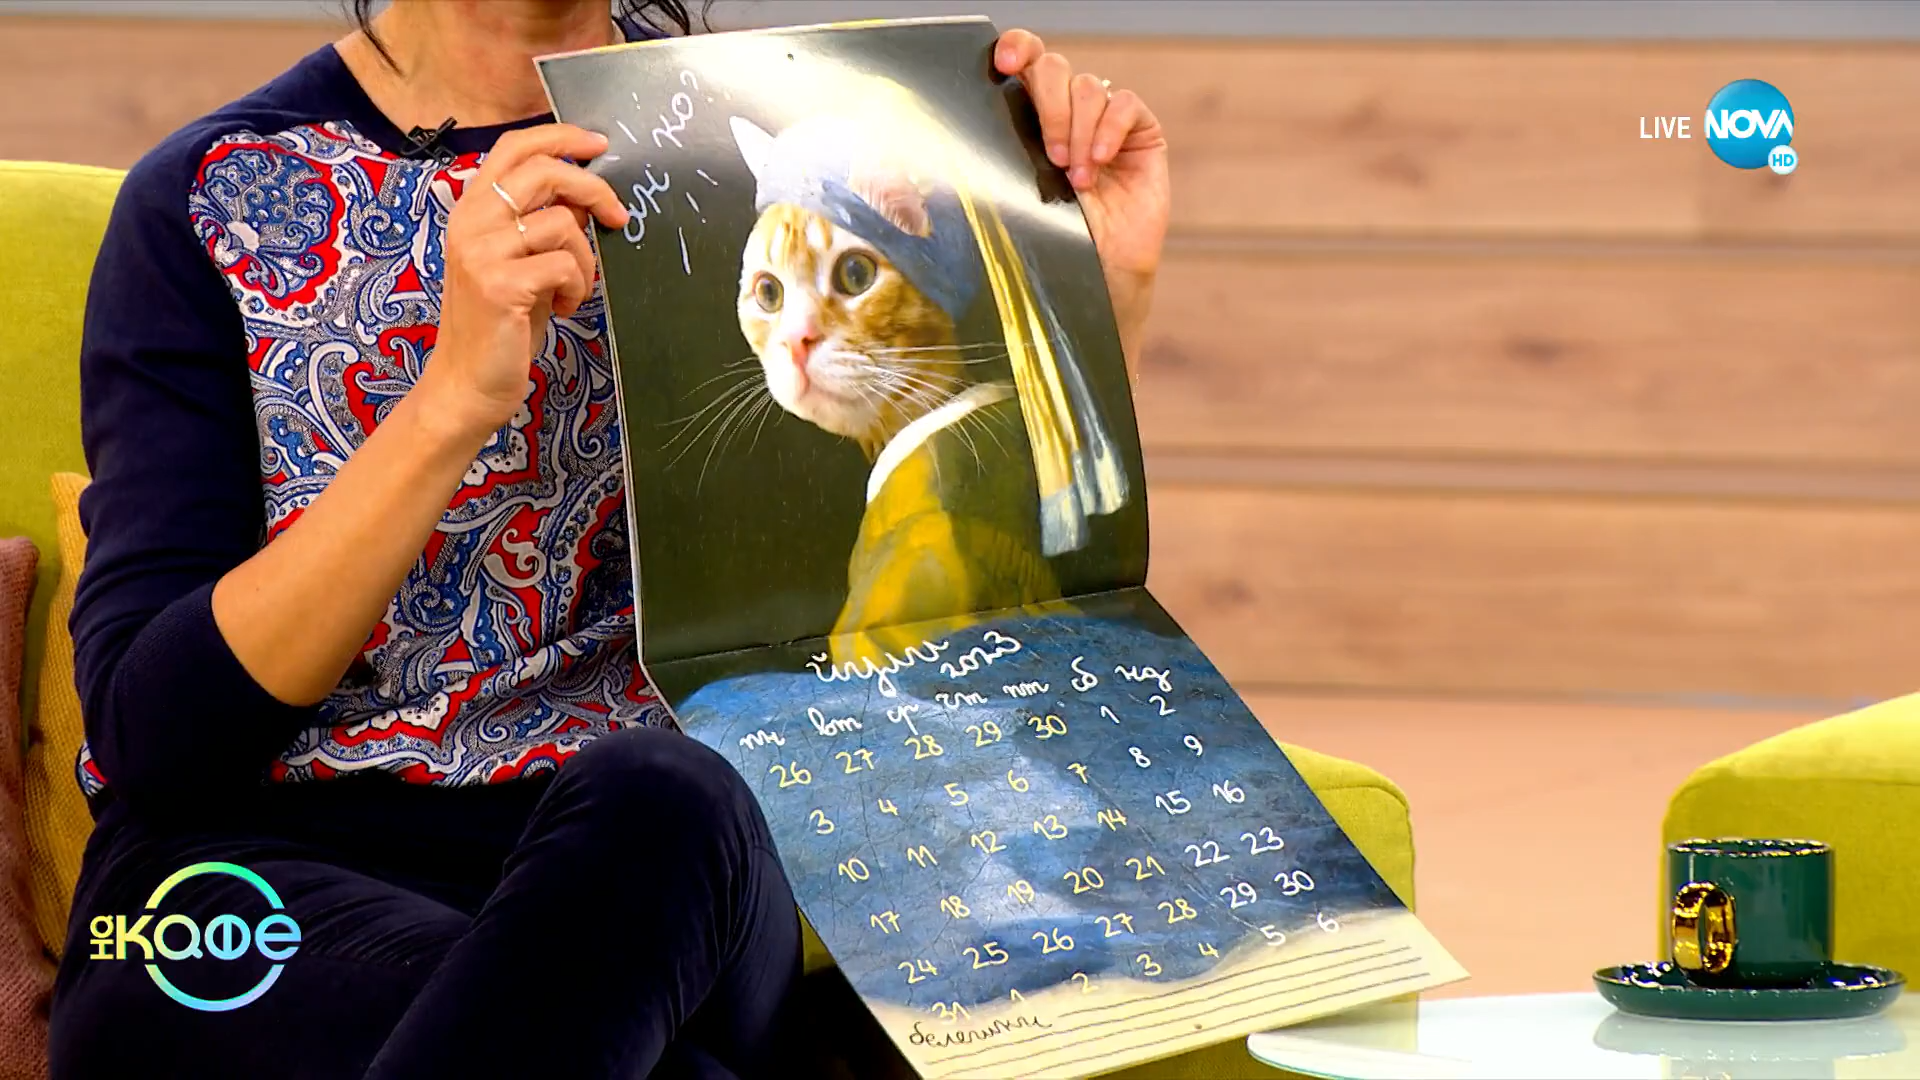 LIVE NOVA
HD
юли
2023
пн вт ср чт пт сб нд
26 27 28 29 30 1 2
3 4 5 6 7 8 9
10 11 12 13 14 15 16
17 18 19 20 21 22 23
24 25 26 27 28 29 30
31 1 2 3 4 5 6
бележки
на кафе